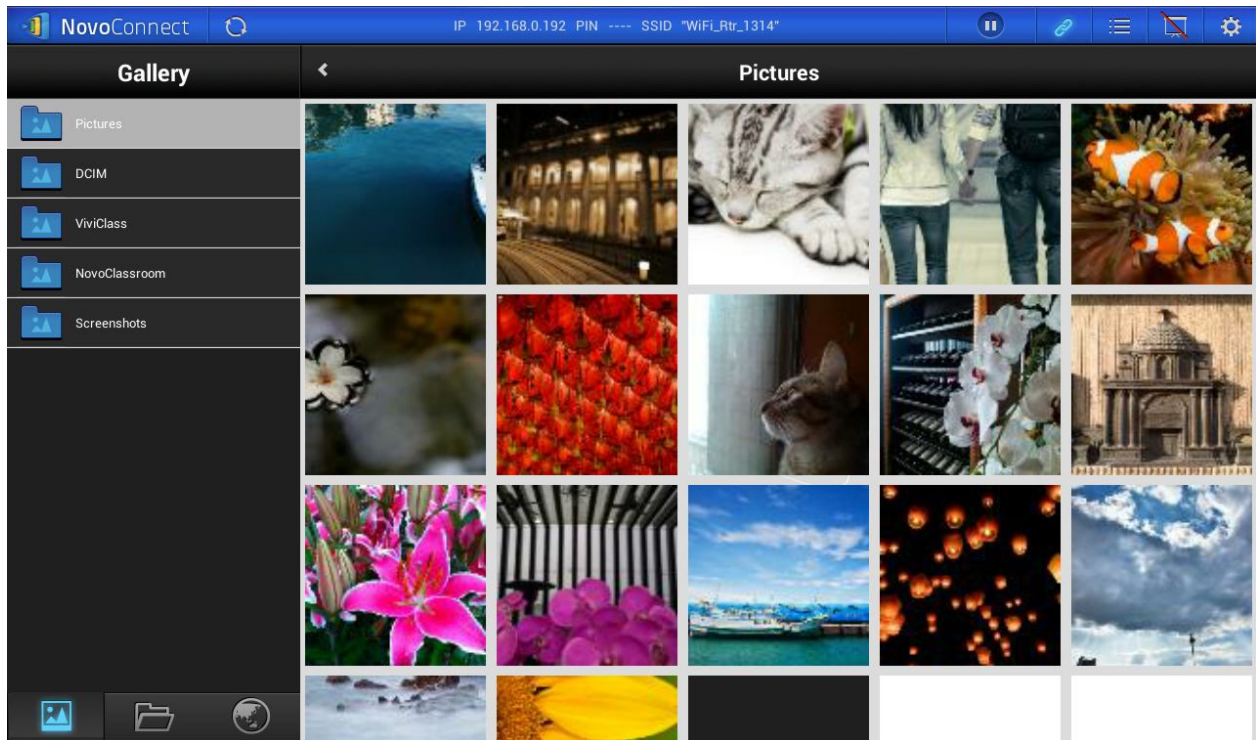 NovoConnect IP 192.168.0.192 PIN ---- SSID "WiFi_Rtr_1314"
Gallery
Pictures
Pictures
DCIM
ViviClass
NovoClassroom
Screenshots